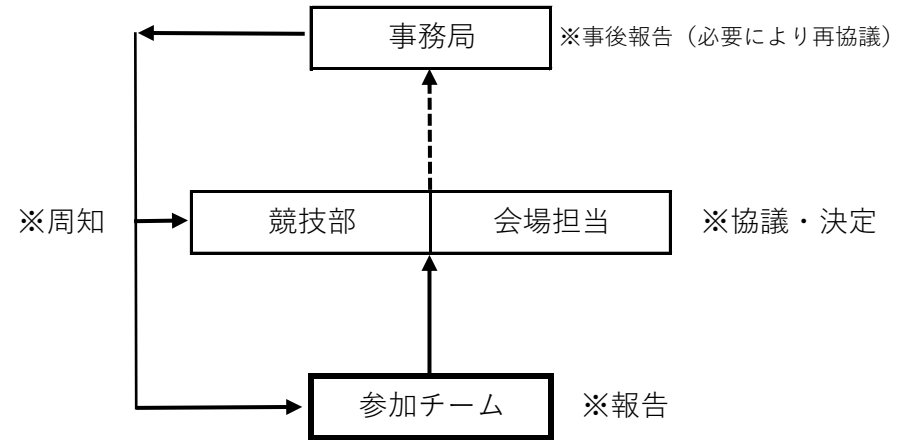 事務局
※事後報告（必要により再協議）
※周知
競技部
会場担当
※協議・決定
参加チーム
※報告